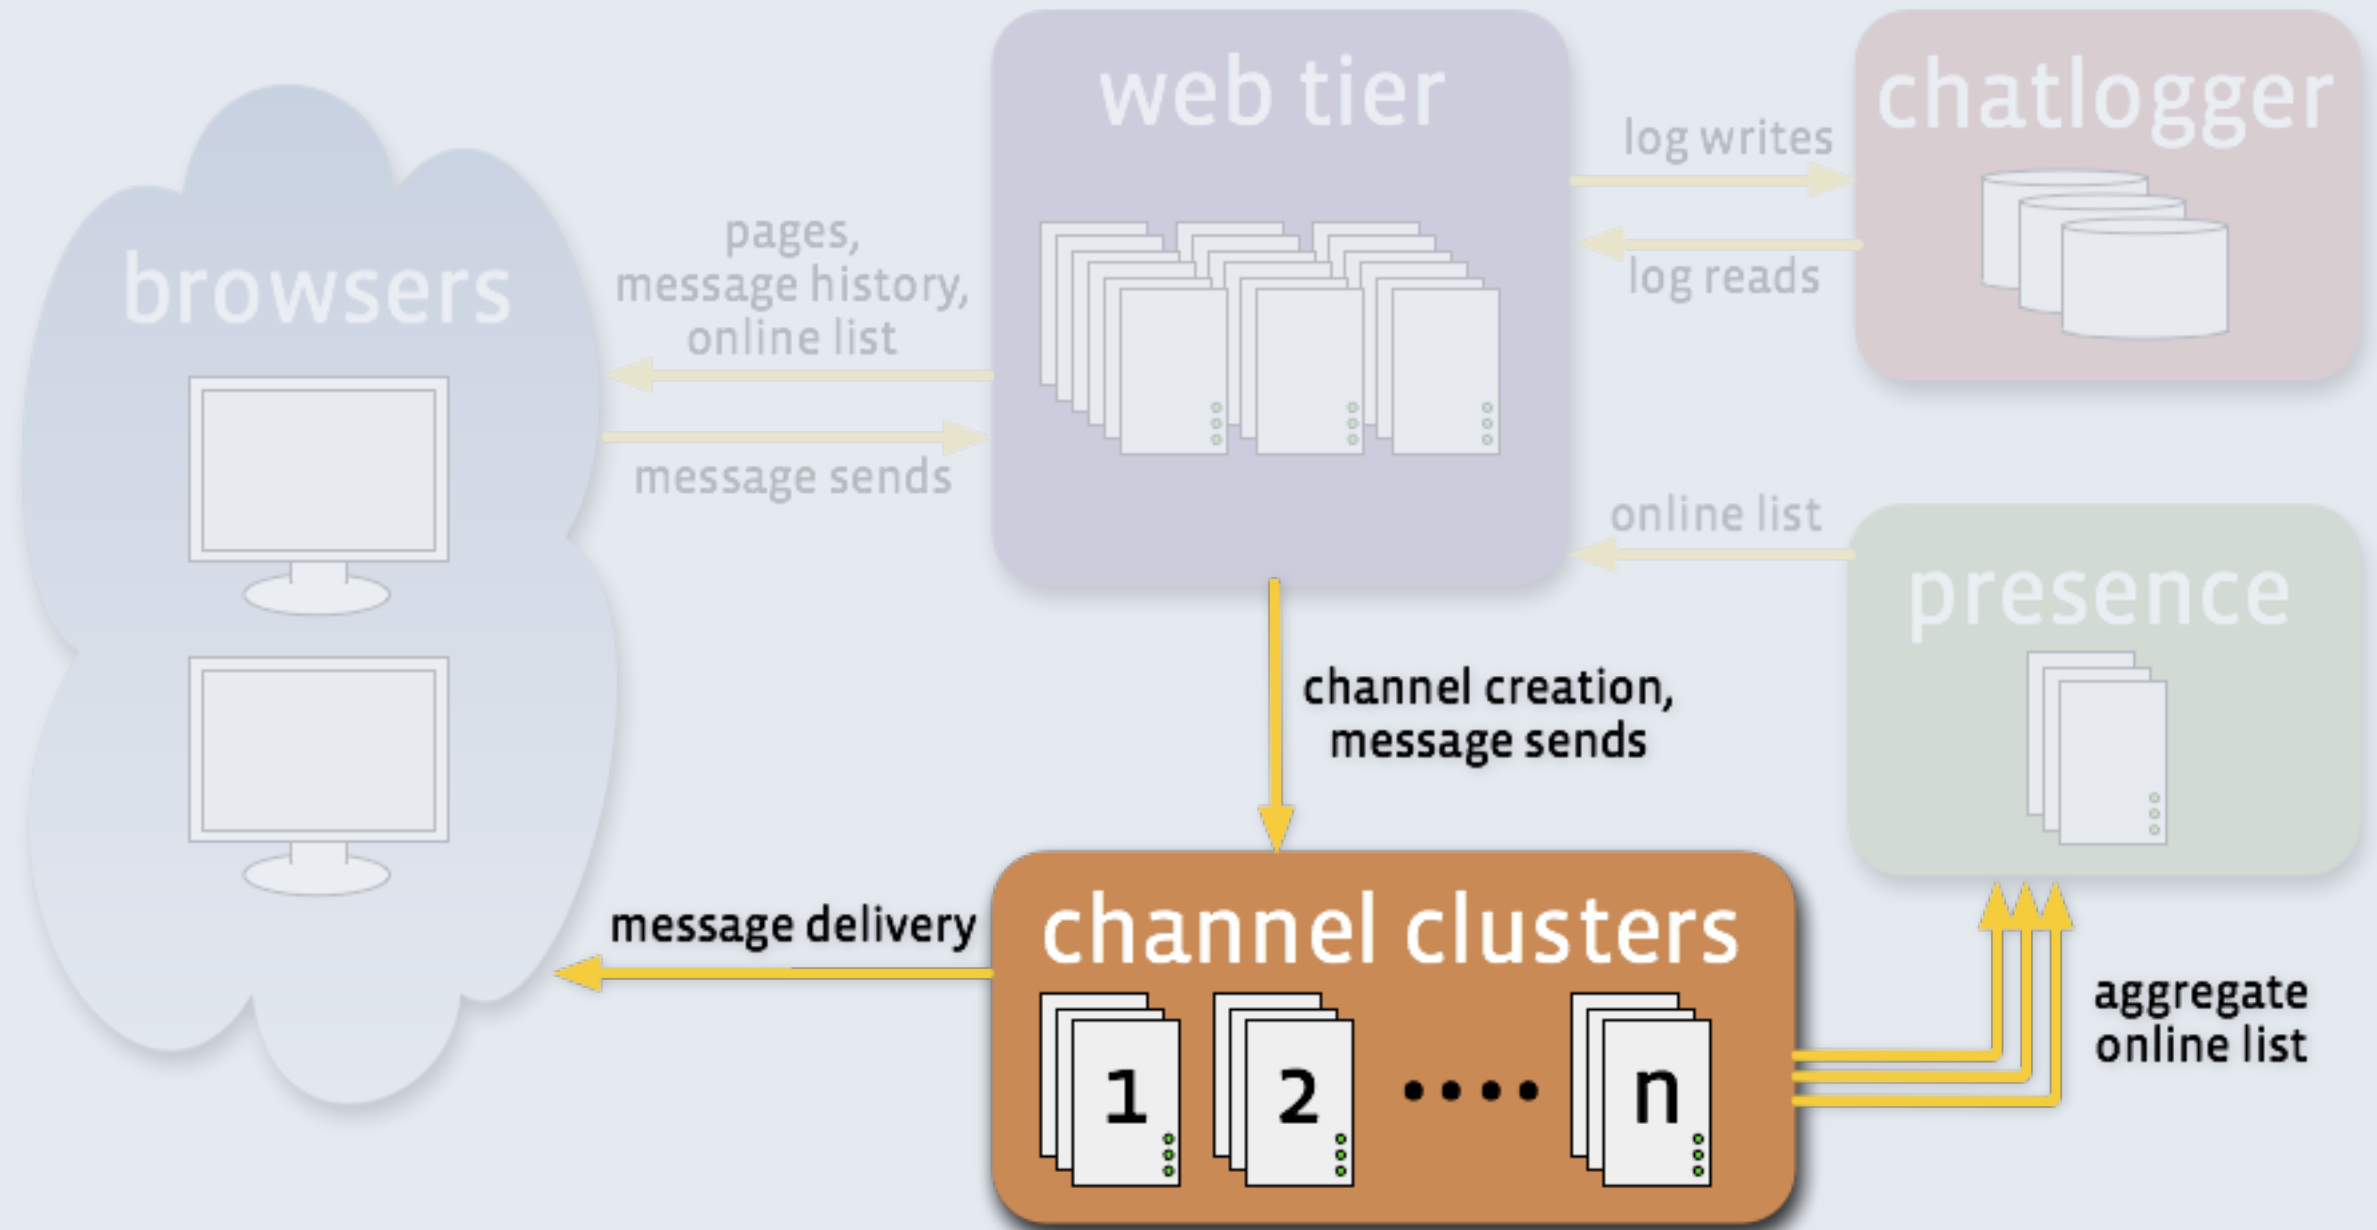 web tier
chatlogger
browsers
log writes
log reads
pages,
message history,
online list
message sends
online list
presence
channel creation,
message sends
message delivery
channel clusters
1 2 •••• n
aggregate
online list